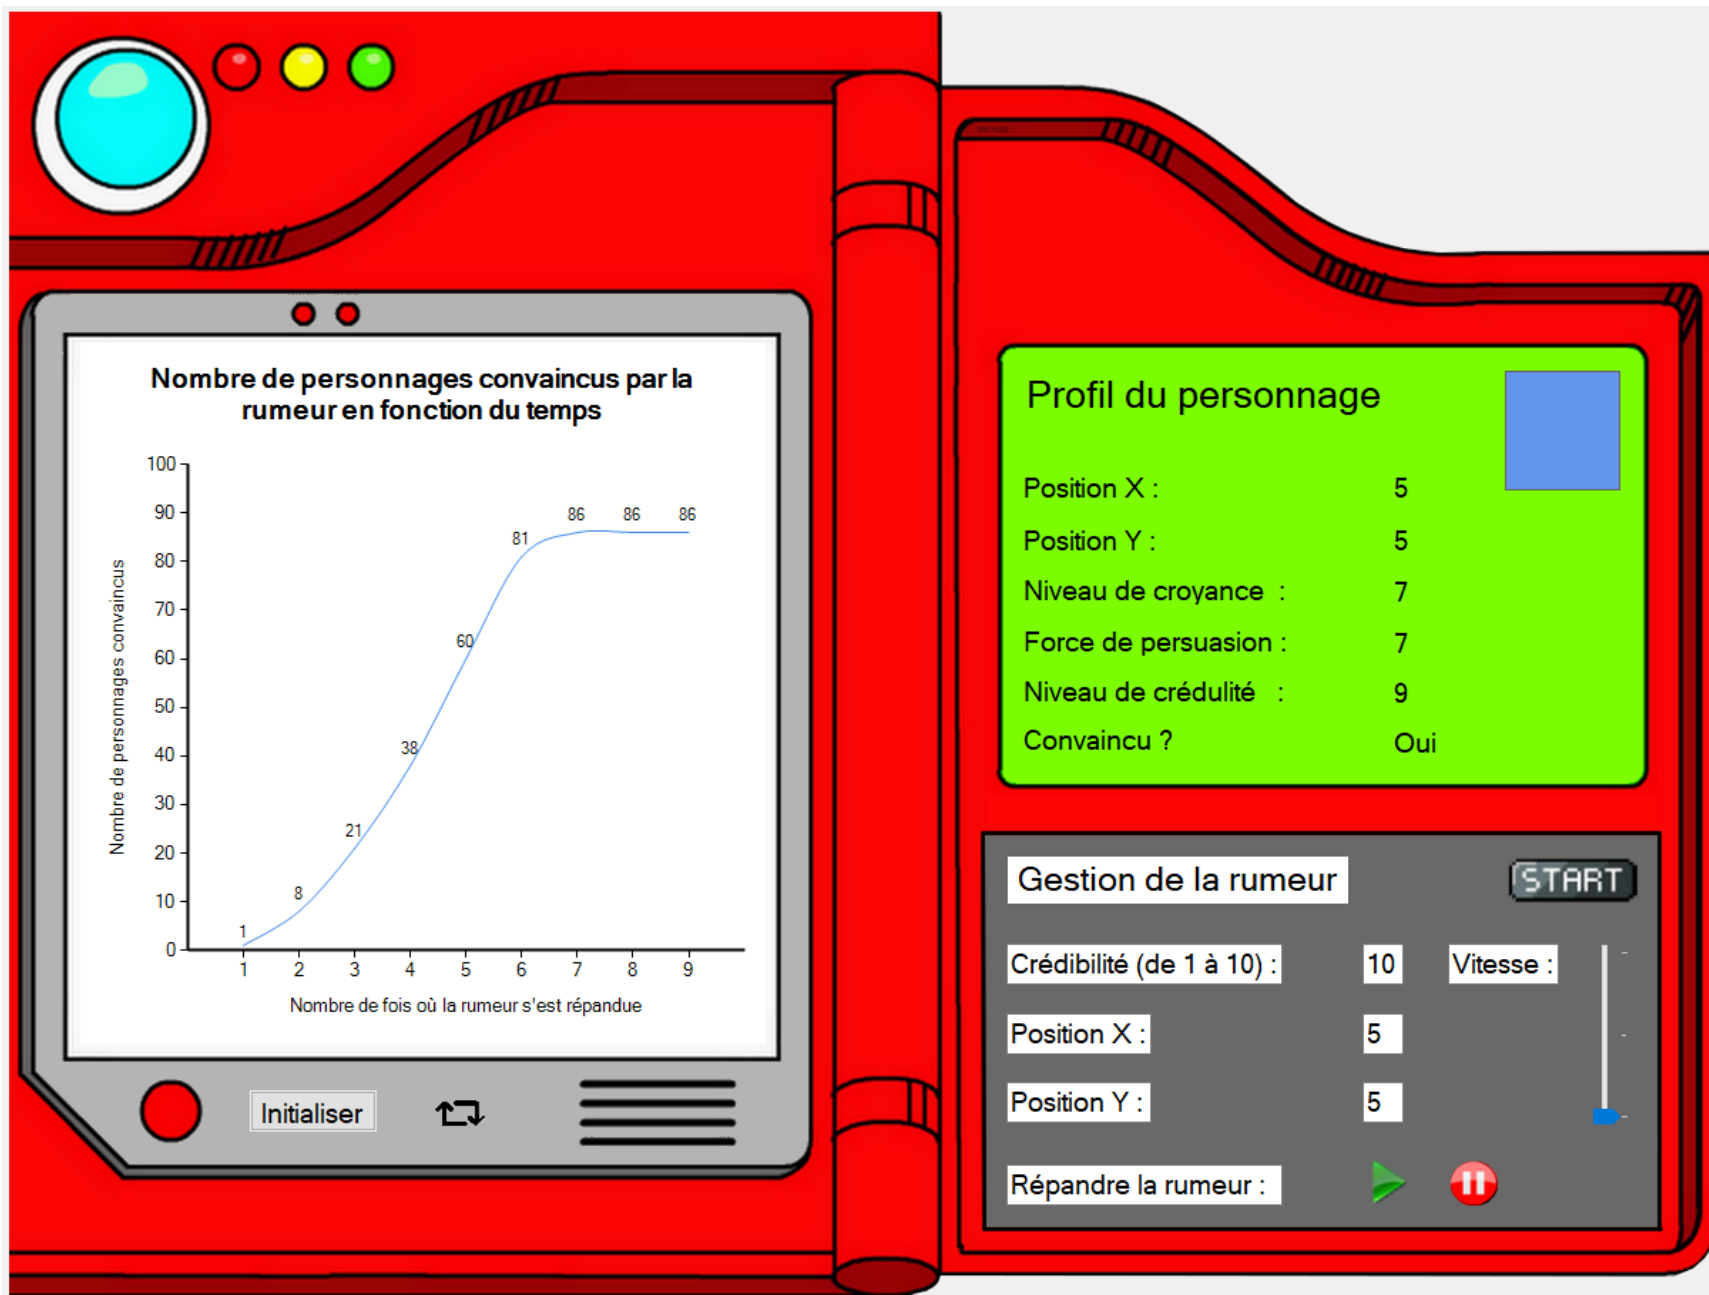 Nombre de personnages convaincus par la
rumeur en fonction du temps
Nombre de personnages convaincus
100
90
80
70
60
50
40
30
20
10
0
1
8
21
38
60
81
86
86
86
1 2 3 4 5 6 7 8 9
Nombre de fois où la rumeur s'est répandue
Initialiser
Profil du personnage
Position X : 5
Position Y : 5
Niveau de croyance : 7
Force de persuasion : 7
Niveau de crédulité : 9
Convaincu ? Oui
Gestion de la rumeur START
Crédibilité (de 1 à 10) : 10 Vitesse :
Position X : 5
Position Y : 5
Répandre la rumeur :